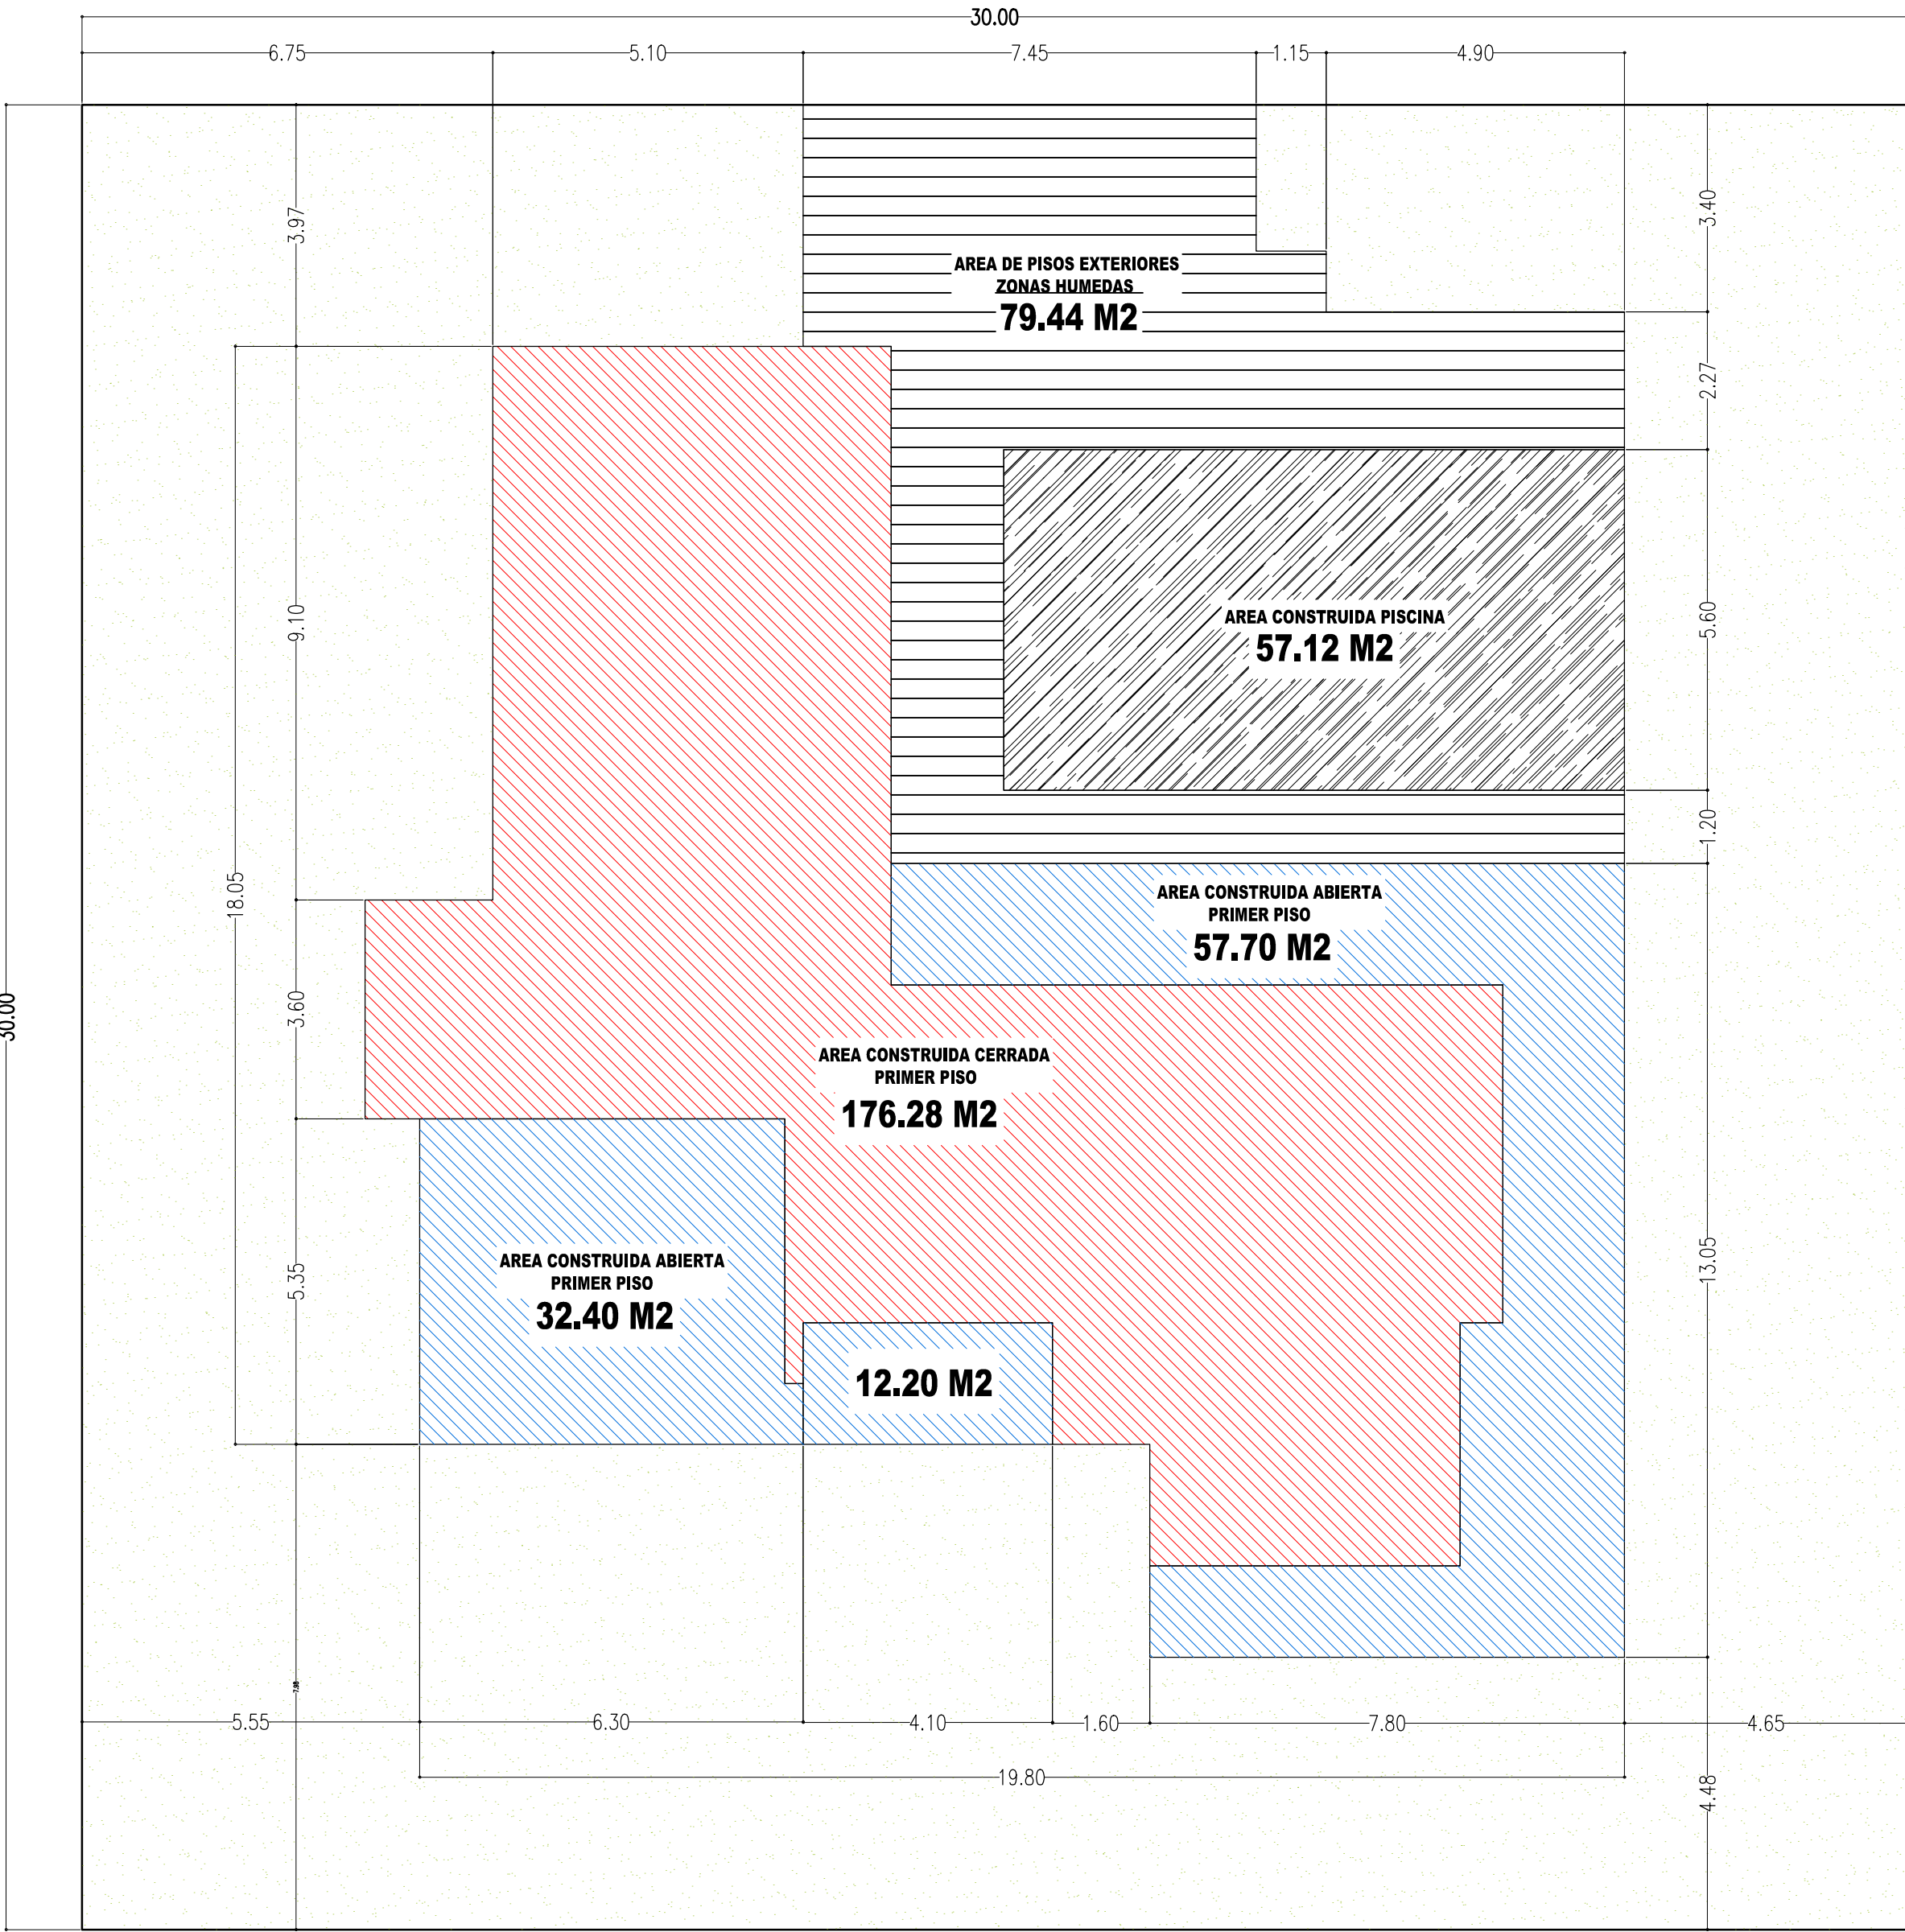 30.00
6.75
5.10
7.45
1.15
4.90
3.97
3.40
AREA DE PISOS EXTERIORES
ZONAS HUMEDAS
79.44 M2
2.27
9.10
5.60
AREA CONSTRUIDA PISCINA
57.12 M2
1.20
18.05
AREA CONSTRUIDA ABIERTA
PRIMER PISO
57.70 M2
30.00
3.60
AREA CONSTRUIDA CERRADA
PRIMER PISO
176.28 M2
5.35
13.05
AREA CONSTRUIDA ABIERTA
PRIMER PISO
32.40 M2
12.20 M2
5.55
6.30
4.10
1.60
7.80
4.65
19.80
4.48